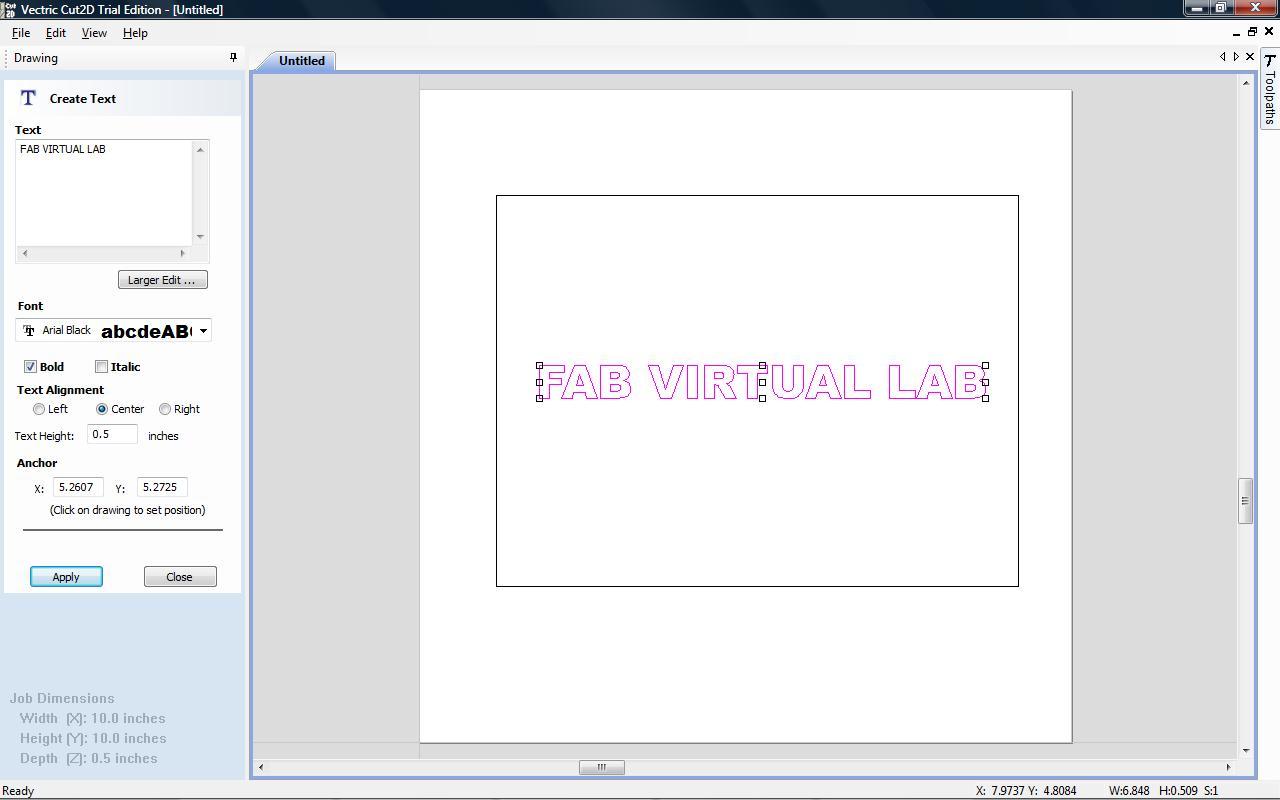 Vectric Cut2D Trial Edition - [Untitled]
File Edit View Help
Drawing
Untitled
Toolpaths
T Create Text
Text
FAB VIRTUAL LAB
Larger Edit ...
Font
Arial Black abcdeAB
Bold Italic
Text Alignment
Left Center Right
Text Height: 0.5 inches
Anchor
X: 5.2607 Y: 5.2725
(Click on drawing to set position)
Apply Close
FAB VIRTUAL LAB
Job Dimensions
Width (X): 10.0 inches
Height (Y): 10.0 inches
Depth (Z): 0.5 inches
Ready
X: 7.9737 Y: 4.8084 W:6.848 H:0.509 S:1